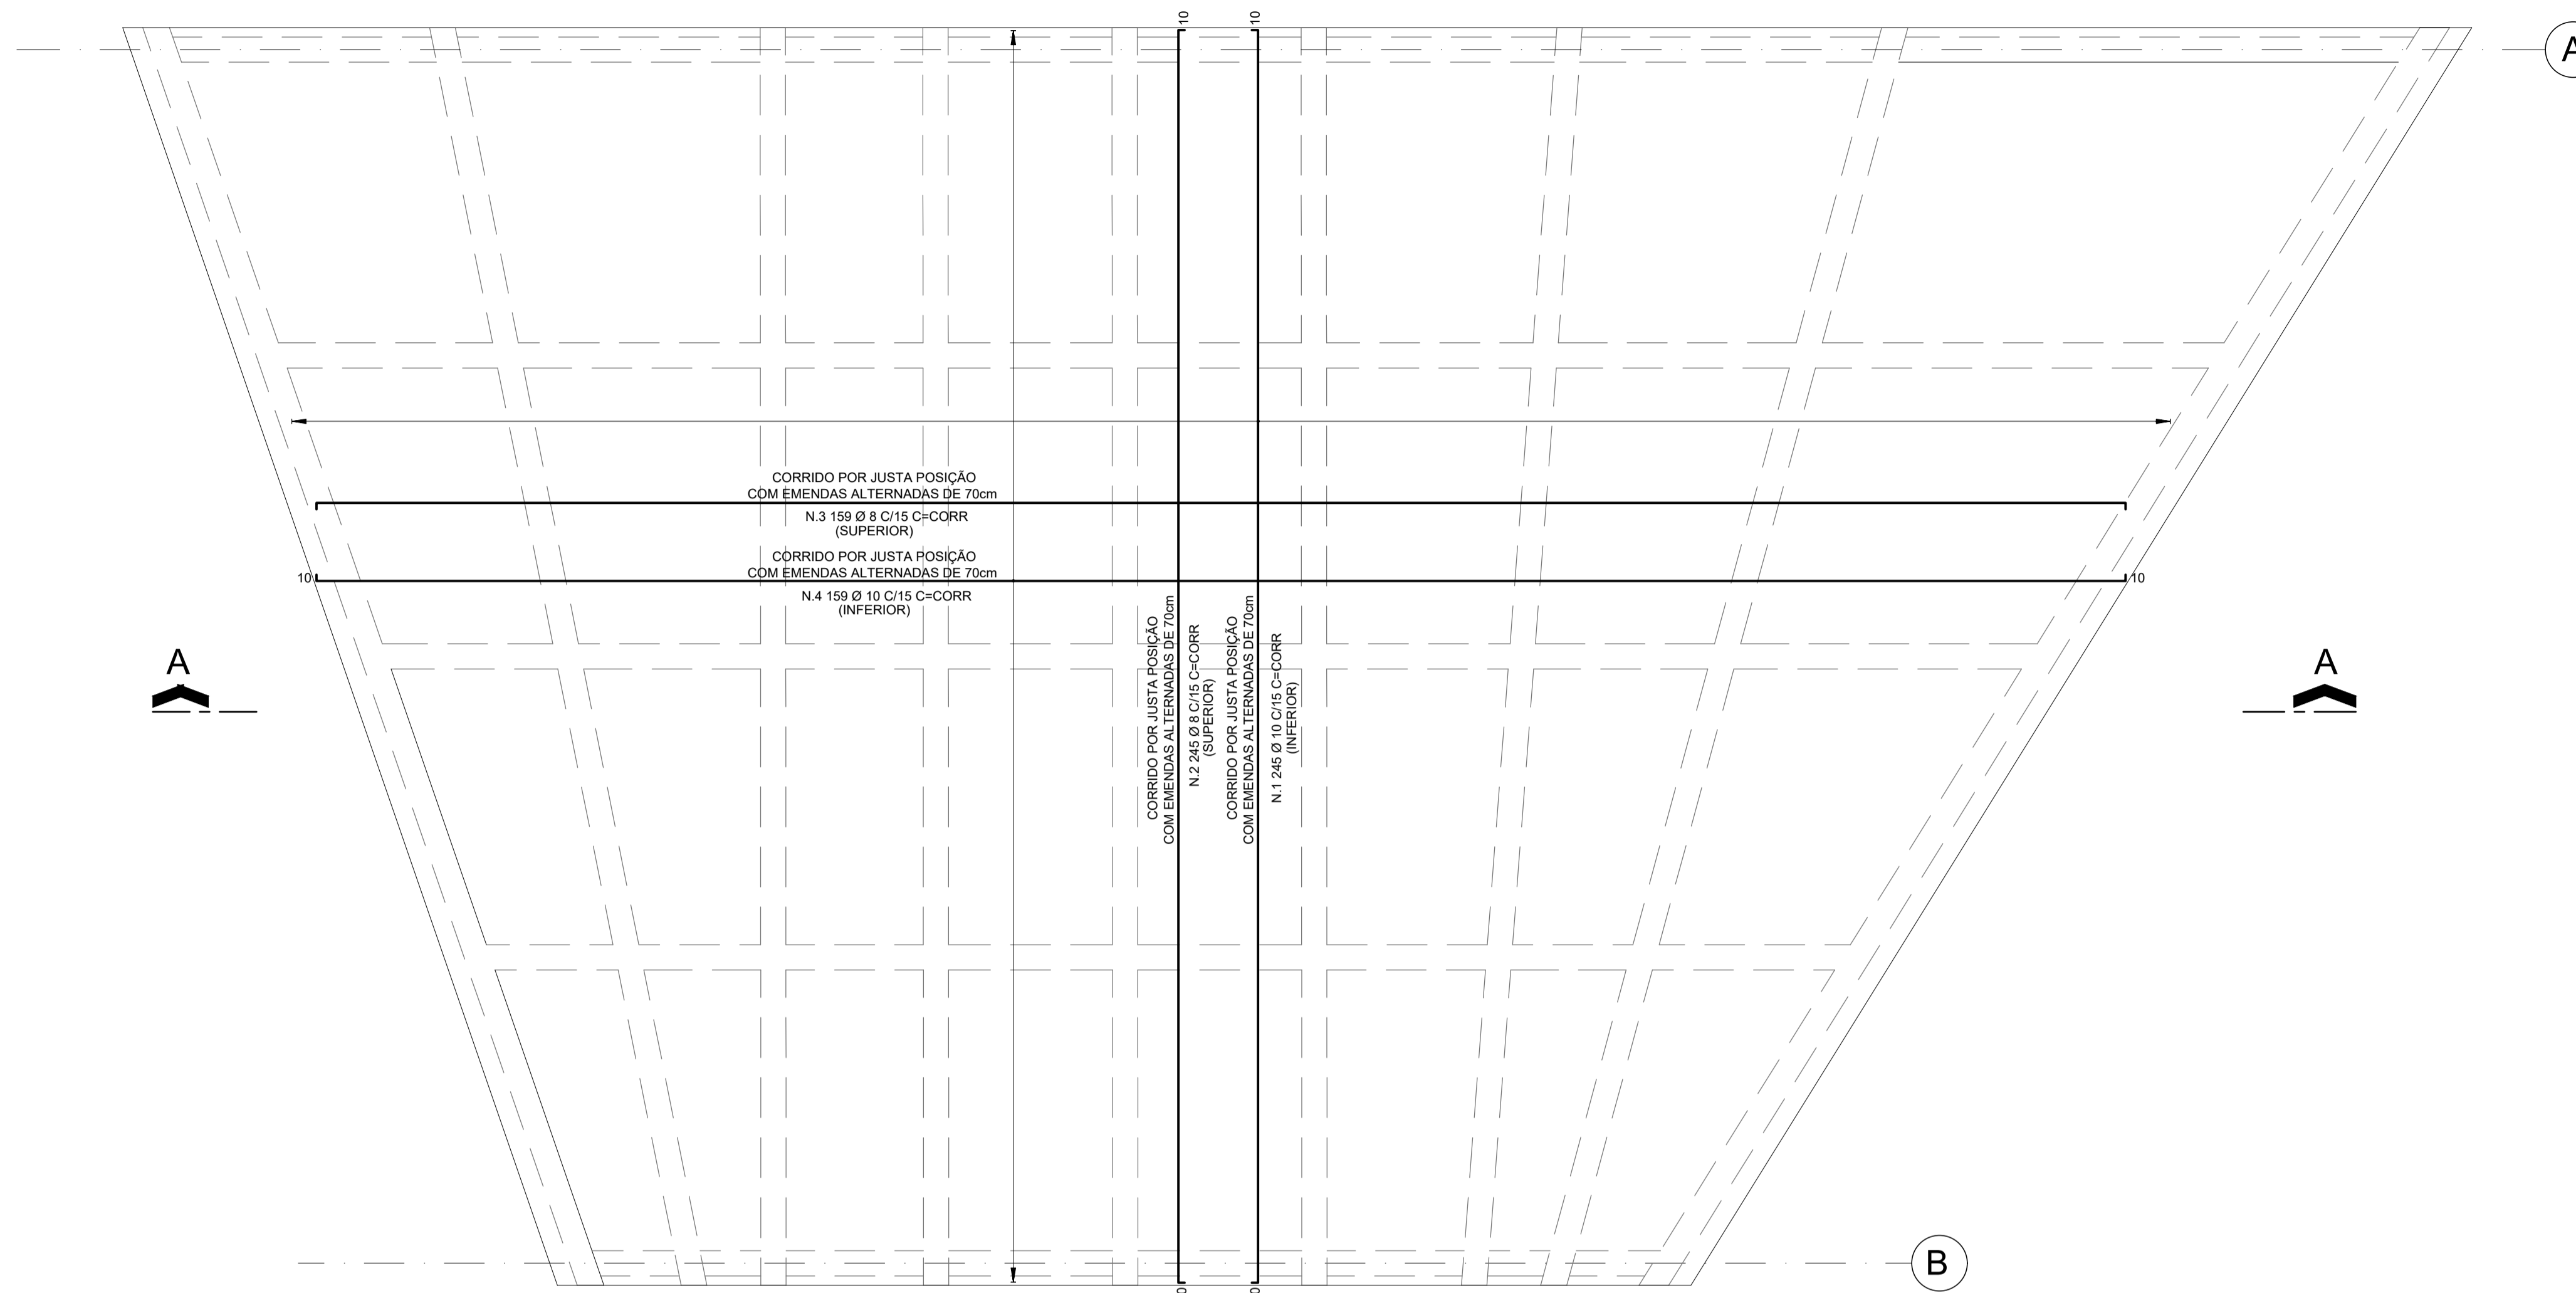 10
10
A
CORRIDO POR JUSTA POSIÇÃO
COM EMENDAS ALTERNADAS DE 70cm
N.3 159 Ø 8 C/15 C=CORR
(SUPERIOR)
CORRIDO POR JUSTA POSIÇÃO
COM EMENDAS ALTERNADAS DE 70cm
10
10
N.4 159 Ø 10 C/15 C=CORR
(INFERIOR)
CORRIDO POR JUSTA POSIÇÃO
COM EMENDAS ALTERNADAS DE 70cm
N.2 245 Ø 8 C/15 C=CORR
(SUPERIOR)
CORRIDO POR JUSTA POSIÇÃO
COM EMENDAS ALTERNADAS DE 70cm
N.1 245 Ø 10 C/15 C=CORR
(INFERIOR)
A
A
B